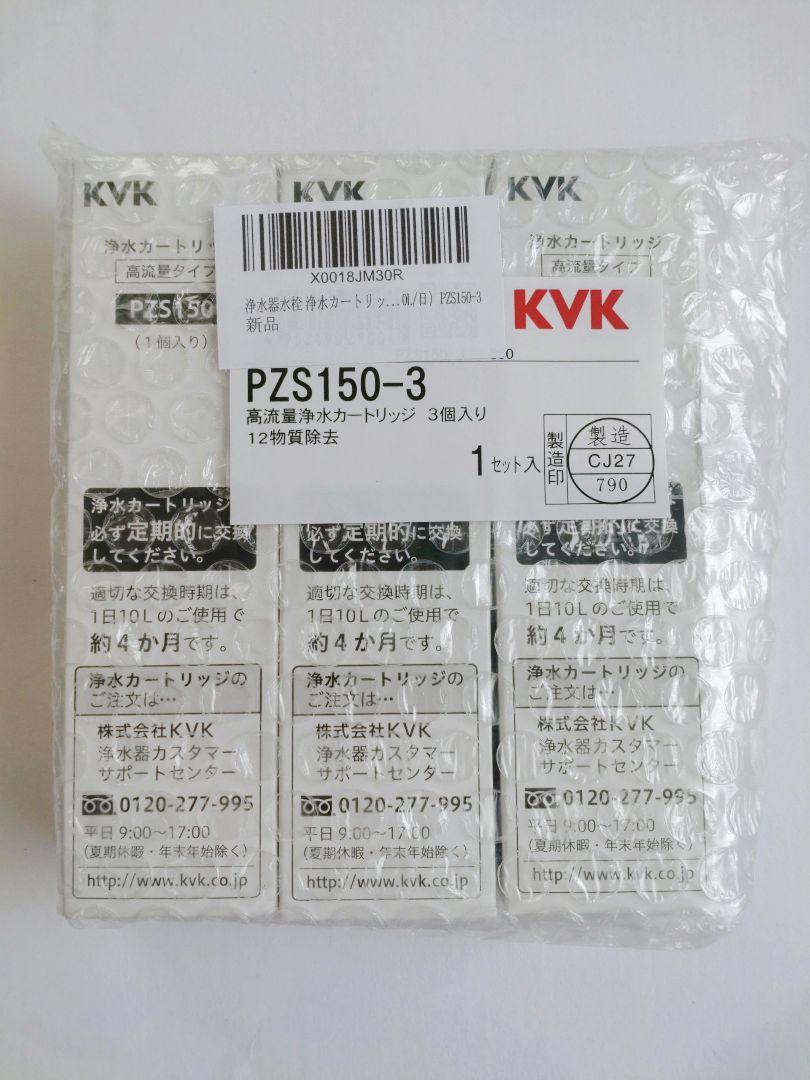 KVK
浄水カートリッ
高流量タイプ
PZS150
(1個入り)
KVK
KVK
浄水カートリッジ
高流量タイプ
X0018JM30R
浄水器水栓 浄水カートリッ...0L/日) PZS150-3
新品
KVK
PZS150-3
高流量浄水カートリッジ 3個入り
12物質除去
1セット入
製造印
製造
CJ27
790
浄水カートリッジ
必ず定期的に交換
してください。
適切な交換時期は、
1日10Lのご使用で
約4か月です。
浄水カートリッジの
ご注文は…
株式会社KVK
浄水器カスタマー
サポートセンター
0120-277-995
平日 9:00~17:00
(夏期休暇・年末年始除く)
http://www.kvk.co.jp
必ず定期的に交換
してください。
適切な交換時期は、
1日10Lのご使用で
約4か月です。
浄水カートリッジの
ご注文は…
株式会社KVK
浄水器カスタマー
サポートセンター
0120-277-995
平日 9:00~17:00
(夏期休暇・年末年始除く)
http://www.kvk.co.jp
必ず定期的に交換
してください。
適切な交換時期は、
1日10Lのご使用で
約4か月です。
浄水カートリッジの
ご注文は…
株式会社KVK
浄水器カスタマー
サポートセンター
0120-277-995
平日 9:00~17:00
(夏期休暇・年末年始除く)
http://www.kvk.co.jp